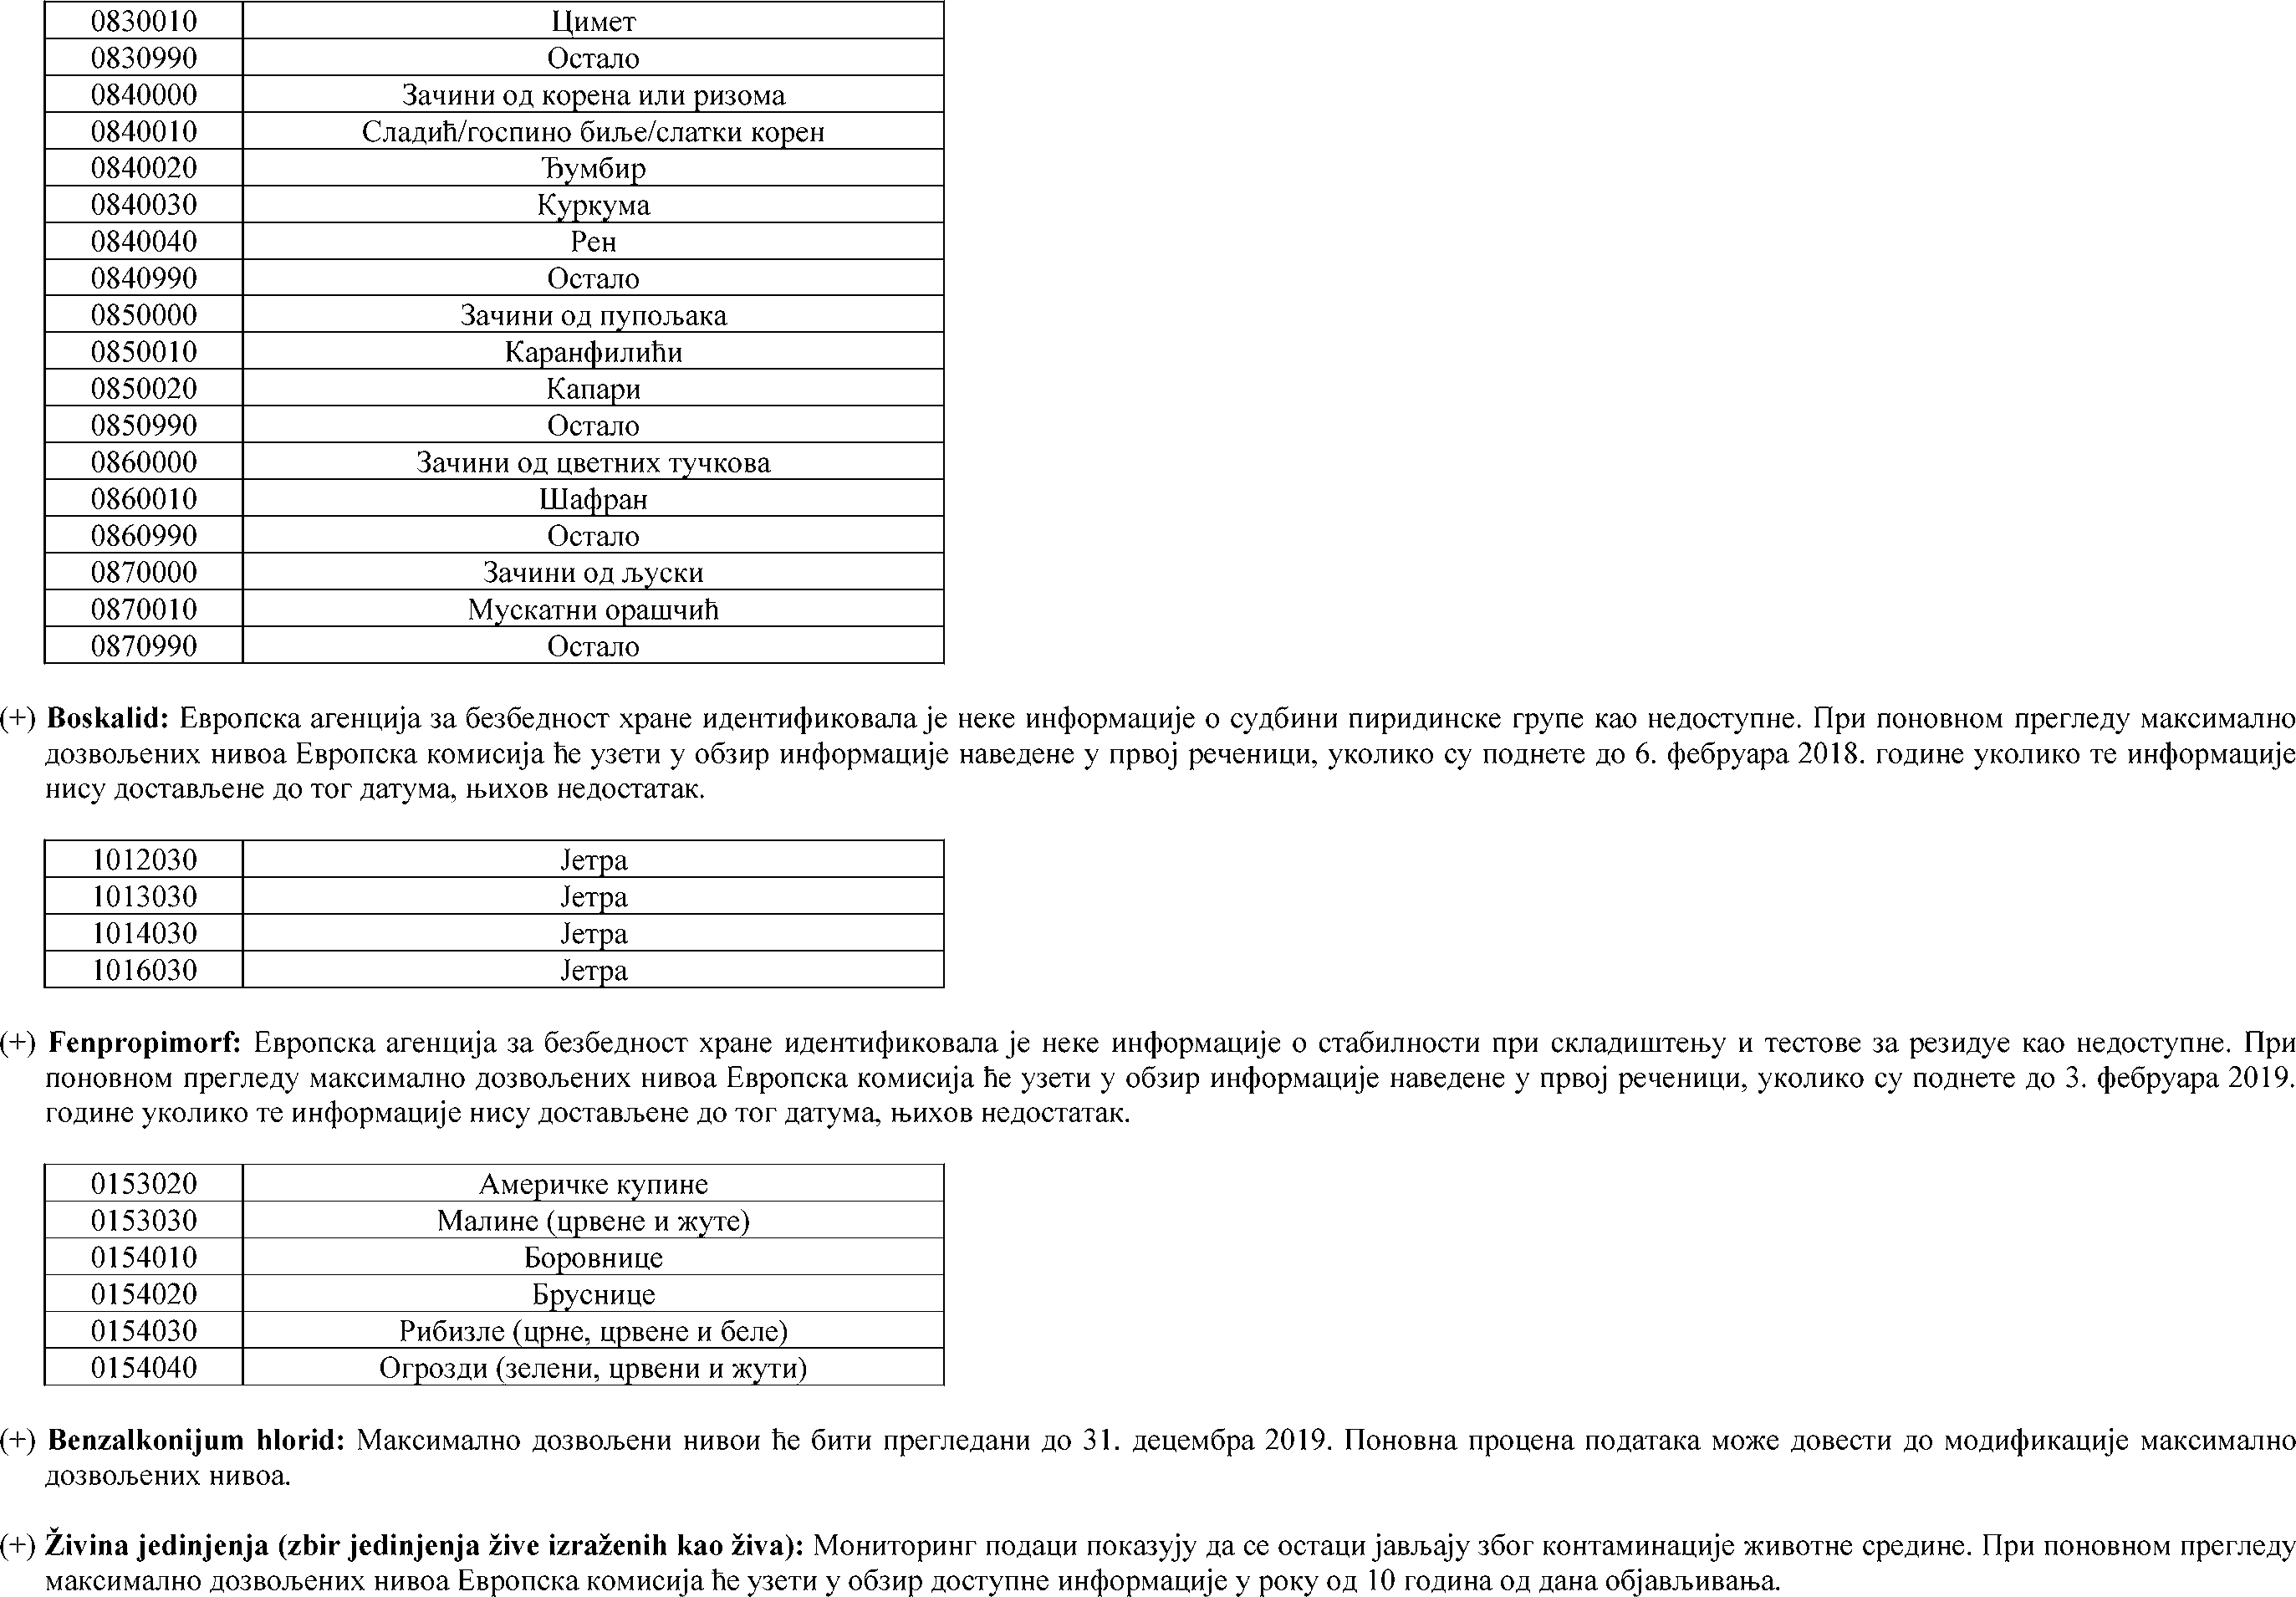 0830010 Цимет
0830990 Остало
0840000 Зачини од корена или ризома
0840010 Сладић/госпино биље/слатки корен
0840020 Ђумбир
0840030 Куркума
0840040 Рен
0840990 Остало
0850000 Зачини од пупољака
0850010 Каранфилићи
0850020 Капари
0850990 Остало
0860000 Зачини од цветних тучкова
0860010 Шафран
0860990 Остало
0870000 Зачини од љуски
0870010 Мускатни орашчић
0870990 Остало
(+) Boskalid: Европска агенција за безбедност хране идентификовала је неке информације о судбини пиридинске групе као недоступне. При поновном прегледу максимално
дозвољених нивоа Европска комисија ће узети у обзир информације наведене у првој реченици, уколико су поднете до 6. фебруара 2018. године уколико те информације
нису достављене до тог датума, њихов недостатак.
1012030 Јетра
1013030 Јетра
1014030 Јетра
1016030 Јетра
(+) Fenpropimorf: Европска агенција за безбедност хране идентификовала је неке информације о стабилности при складиштењу и тестове за резидуе као недоступне. При
поновном прегледу максимално дозвољених нивоа Европска комисија ће узети у обзир информације наведене у првој реченици, уколико су поднете до 3. фебруара 2019.
године уколико те информације нису достављене до тог датума, њихов недостатак.
0153020 Америчке купине
0153030 Малине (црвене и жуте)
0154010 Боровнице
0154020 Бруснице
0154030 Рибизле (црне, црвене и беле)
0154040 Огрозди (зелени, црвени и жути)
(+) Benzalkonijum hlorid: Максимално дозвољени нивои ће бити прегледани до 31. децембра 2019. Поновна процена података може довести до модификације максимално
дозвољених нивоа.
(+) Živina jedinjenja (zbir jedinjenja žive izraženih kao živa): Мониторинг подаци показују да се остаци јављају због контаминације животне средине. При поновном прегледу
максимално дозвољених нивоа Европска комисија ће узети у обзир доступне информације у року од 10 година од дана објављивања.